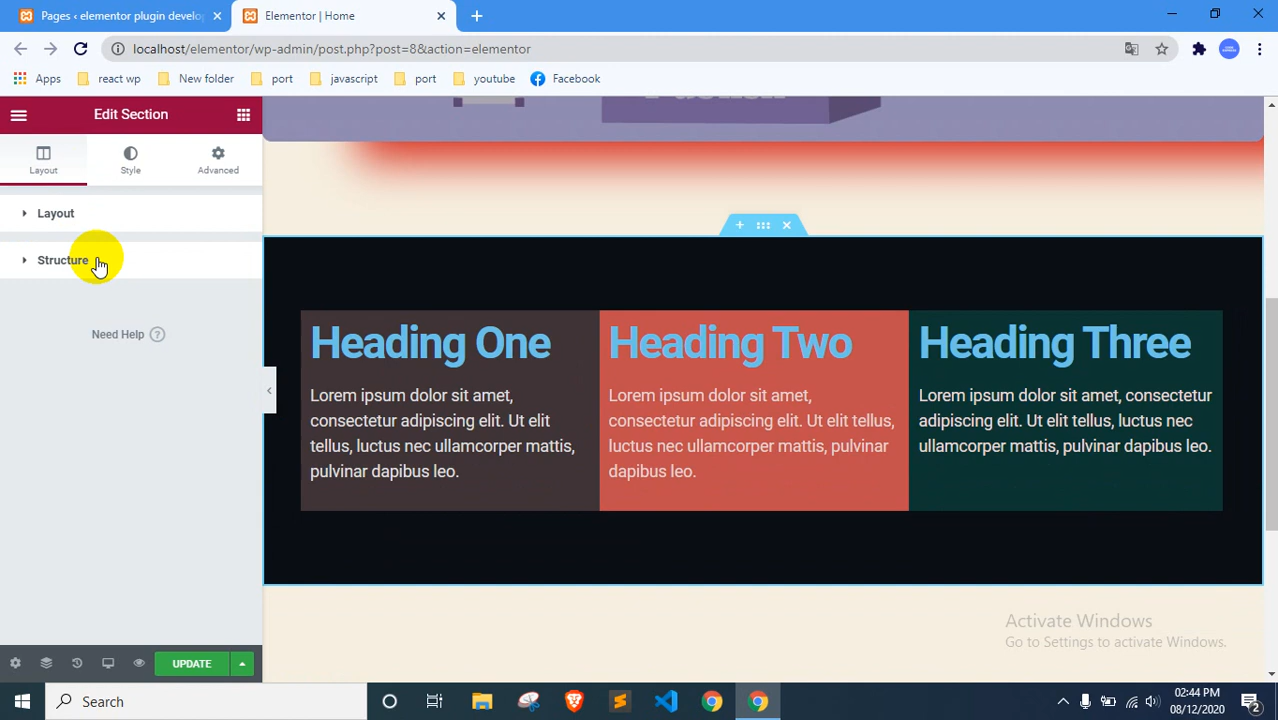 Pages ‹ elementor plugin develo
Elementor | Home
localhost/elementor/wp-admin/post.php?post=8&action=elementor
Apps
react wp
New folder
port
javascript
port
youtube
Facebook
Edit Section
Layout
Style
Advanced
Layout
Structure
Need Help ?
UPDATE
Publish
Heading One
Lorem ipsum dolor sit amet,
consectetur adipiscing elit. Ut elit
tellus, luctus nec ullamcorper mattis,
pulvinar dapibus leo.
Heading Two
Lorem ipsum dolor sit amet,
consectetur adipiscing elit. Ut elit tellus,
luctus nec ullamcorper mattis, pulvinar
dapibus leo.
Heading Three
Lorem ipsum dolor sit amet, consectetur
adipiscing elit. Ut elit tellus, luctus nec
ullamcorper mattis, pulvinar dapibus leo.
Activate Windows
Go to Settings to activate Windows.
Search
02:44 PM
08/12/2020
2